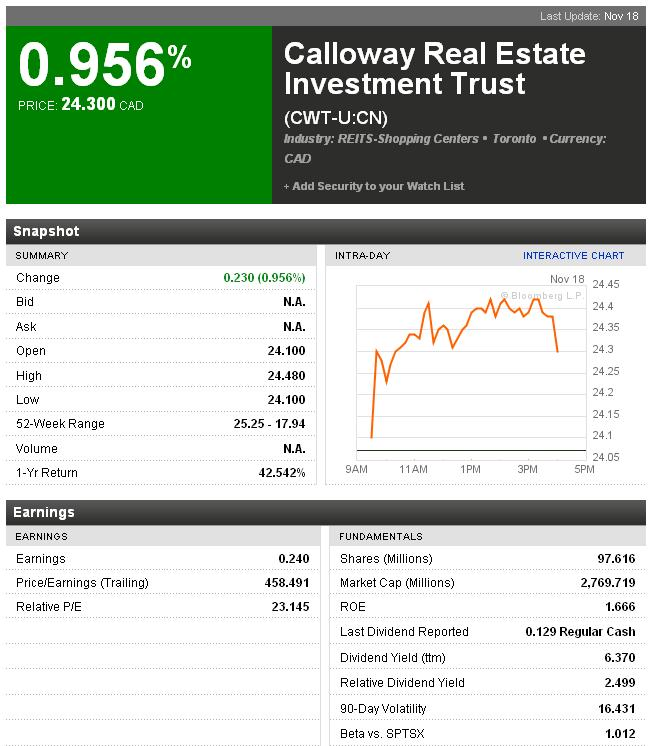 Last Update: Nov 18
0.956%
PRICE: 24.300 CAD
Calloway Real Estate
Investment Trust
(CWT-U:CN)
Industry: REITS-Shopping Centers • Toronto • Currency:
CAD
+ Add Security to your Watch List
Snapshot
SUMMARY
Change 0.230 (0.956%)
Bid N.A.
Ask N.A.
Open 24.100
High 24.480
Low 24.100
52-Week Range 25.25 - 17.94
Volume N.A.
1-Yr Return 42.542%
INTRA-DAY INTERACTIVE CHART
Nov 18
© Bloomberg L.P.
24.45
24.4
24.35
24.3
24.25
24.2
24.15
24.1
24.05
9AM 11AM 1PM 3PM 5PM
Earnings
EARNINGS
Earnings 0.240
Price/Earnings (Trailing) 458.491
Relative P/E 23.145
FUNDAMENTALS
Shares (Millions) 97.616
Market Cap (Millions) 2,769.719
ROE 1.666
Last Dividend Reported 0.129 Regular Cash
Dividend Yield (ttm) 6.370
Relative Dividend Yield 2.499
90-Day Volatility 16.431
Beta vs. SPTSX 1.012